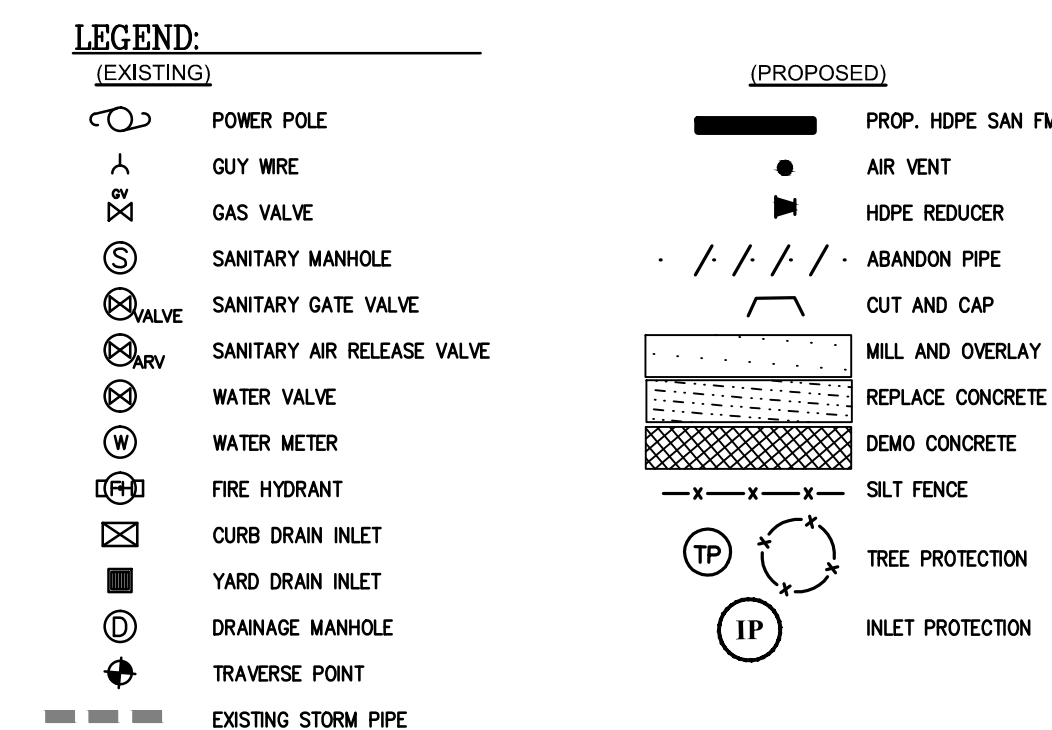 LEGEND:
(EXISTING)
POWER POLE
GUY WIRE
GV
GAS VALVE
S SANITARY MANHOLE
VALVE SANITARY GATE VALVE
ARV SANITARY AIR RELEASE VALVE
WATER VALVE
W WATER METER
FH FIRE HYDRANT
CURB DRAIN INLET
YARD DRAIN INLET
D DRAINAGE MANHOLE
TRAVERSE POINT
EXISTING STORM PIPE
(PROPOSED)
PROP. HDPE SAN FM
AIR VENT
HDPE REDUCER
ABANDON PIPE
CUT AND CAP
MILL AND OVERLAY
REPLACE CONCRETE
DEMO CONCRETE
x x x SILT FENCE
TP x x x x TREE PROTECTION
IP INLET PROTECTION